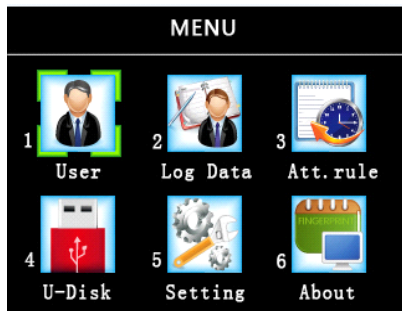 MENU
1 User
2 Log Data
3 Att.rule
4 U-Disk
5 Setting
6 FINGERPRINT
About